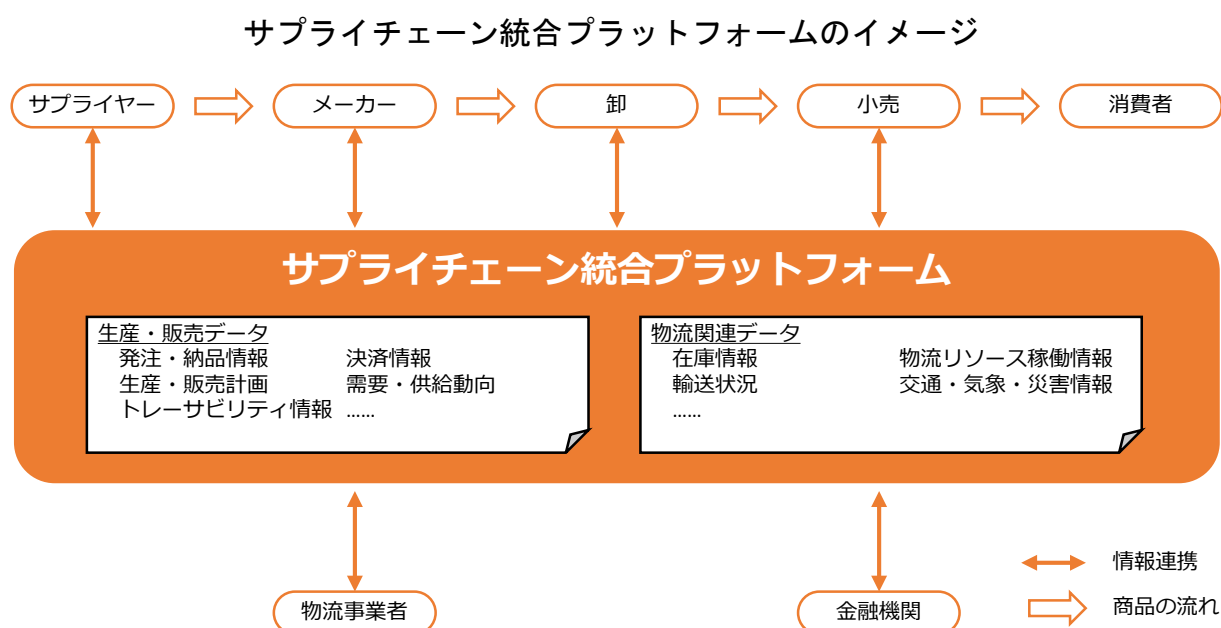 サプライチェーン統合プラットフォームのイメージ
サプライヤー
メーカー
卸
小売
消費者
サプライチェーン統合プラットフォーム
生産・販売データ
発注・納品情報 決済情報
生産・販売計画 需要・供給動向
トレーサビリティ情報 ......
物流関連データ
在庫情報 物流リソース稼働情報
輸送状況 交通・気象・災害情報
......
物流事業者
金融機関
情報連携
商品の流れ